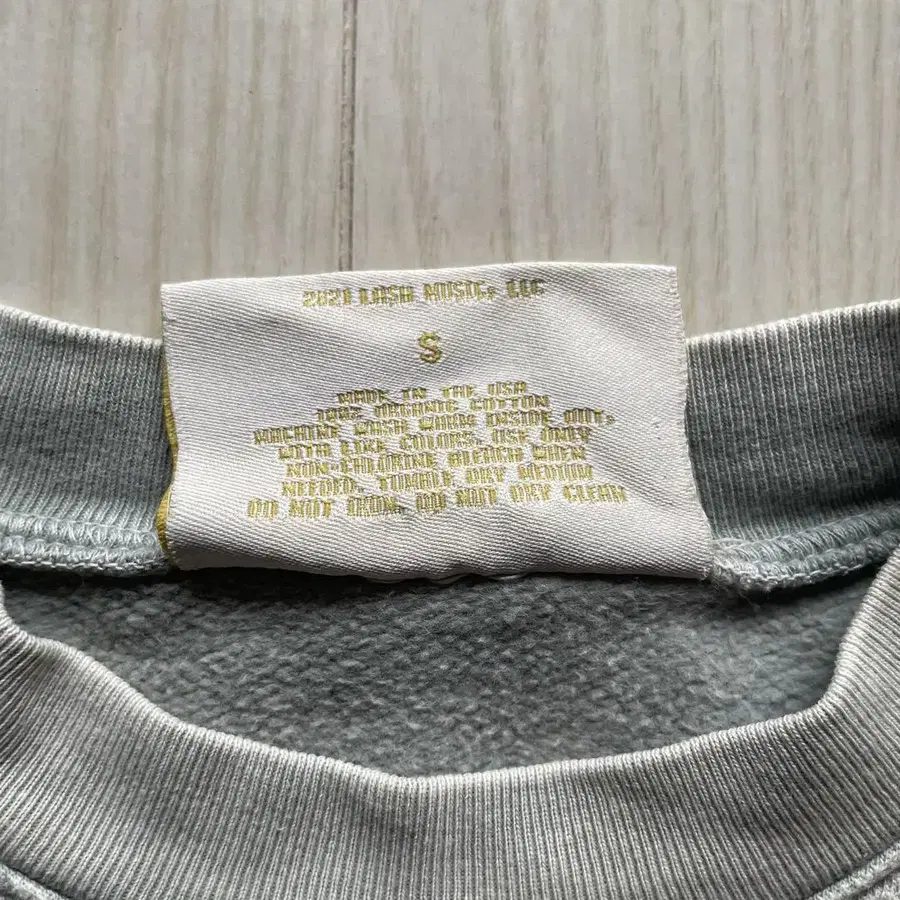 2021 LASH MUSIC, LLC
S
MADE IN THE USA
100% ORGANIC COTTON
MACHINE WASH WARM INSIDE OUT,
WITH LIKE COLORS. USE ONLY
NON-CHLORINE BLEACH WHEN
NEEDED. TUMBLE DRY MEDIUM
DO NOT IRON. DO NOT DRY CLEAN